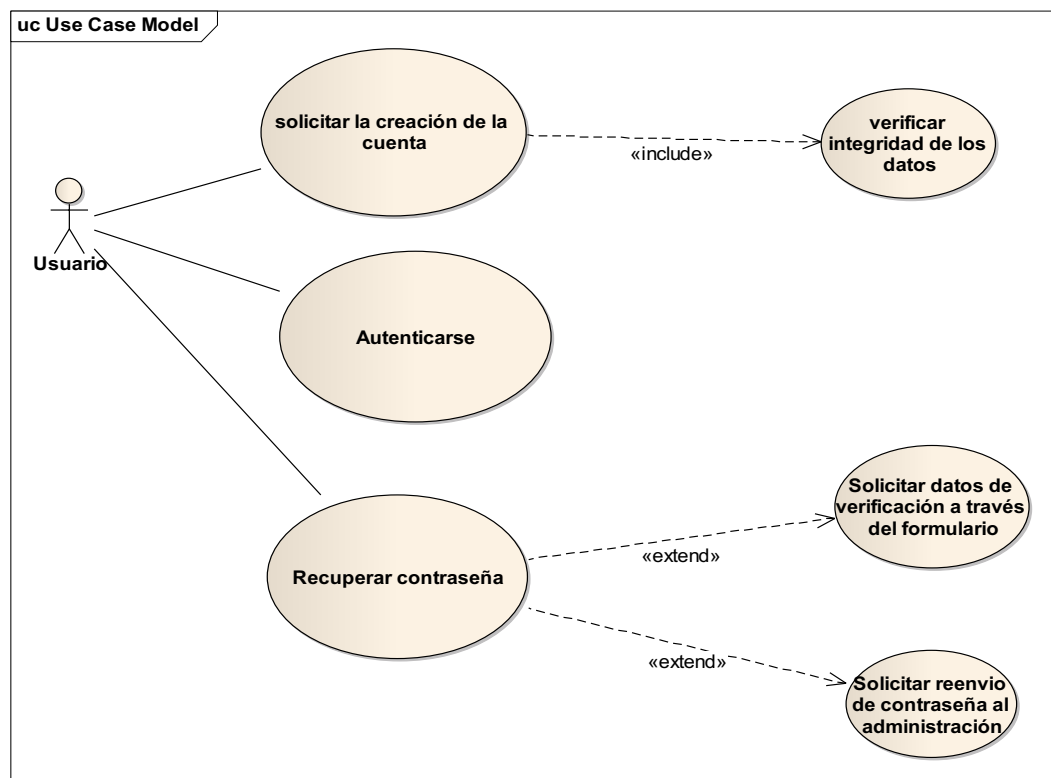 uc Use Case Model
solicitar la creación de la
cuenta
«include»
verificar
integridad de los
datos
Usuario
Autenticarse
Recuperar contraseña
«extend»
Solicitar datos de
verificación a través
del formulario
«extend»
Solicitar reenvio
de contraseña al
administración